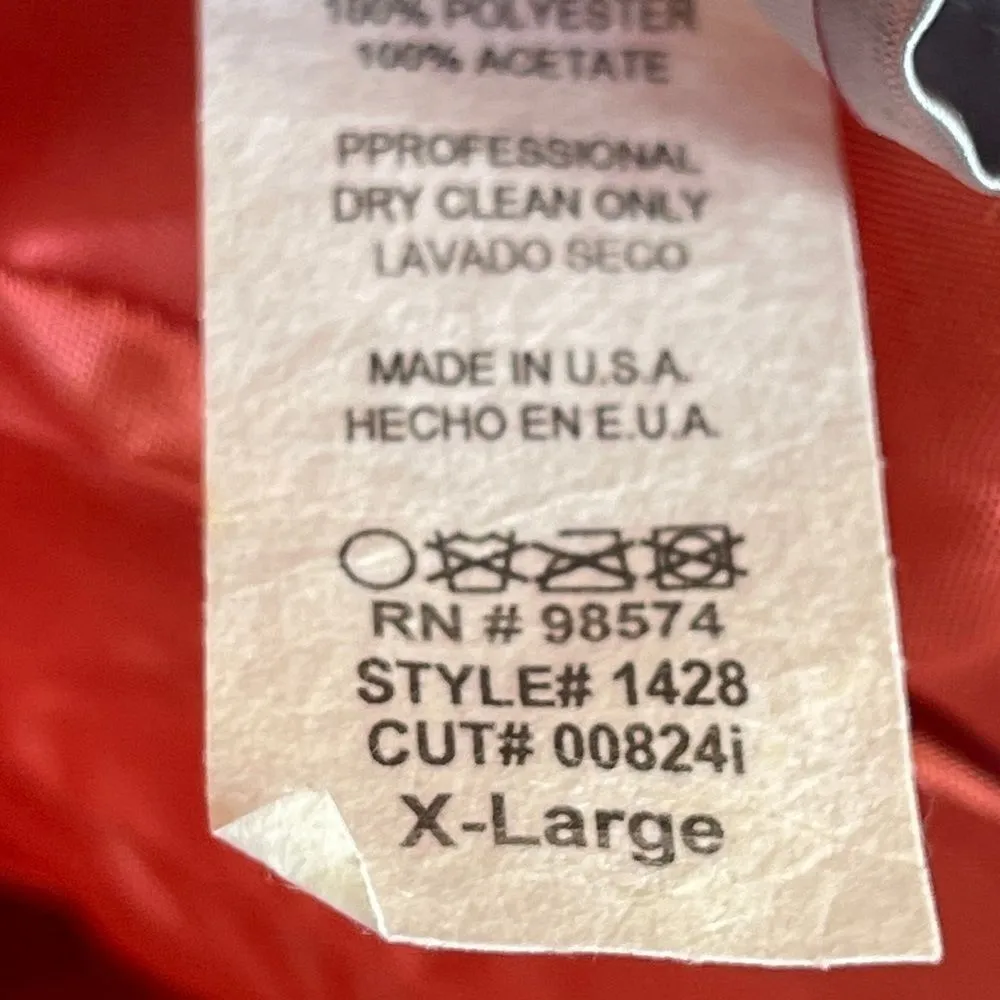 100% POLYESTER
100% ACETATE
PPROFESSIONAL
DRY CLEAN ONLY
LAVADO SECO
MADE IN U.S.A.
HECHO EN E.U.A.
RN # 98574
STYLE# 1428
CUT# 00824i
X-Large